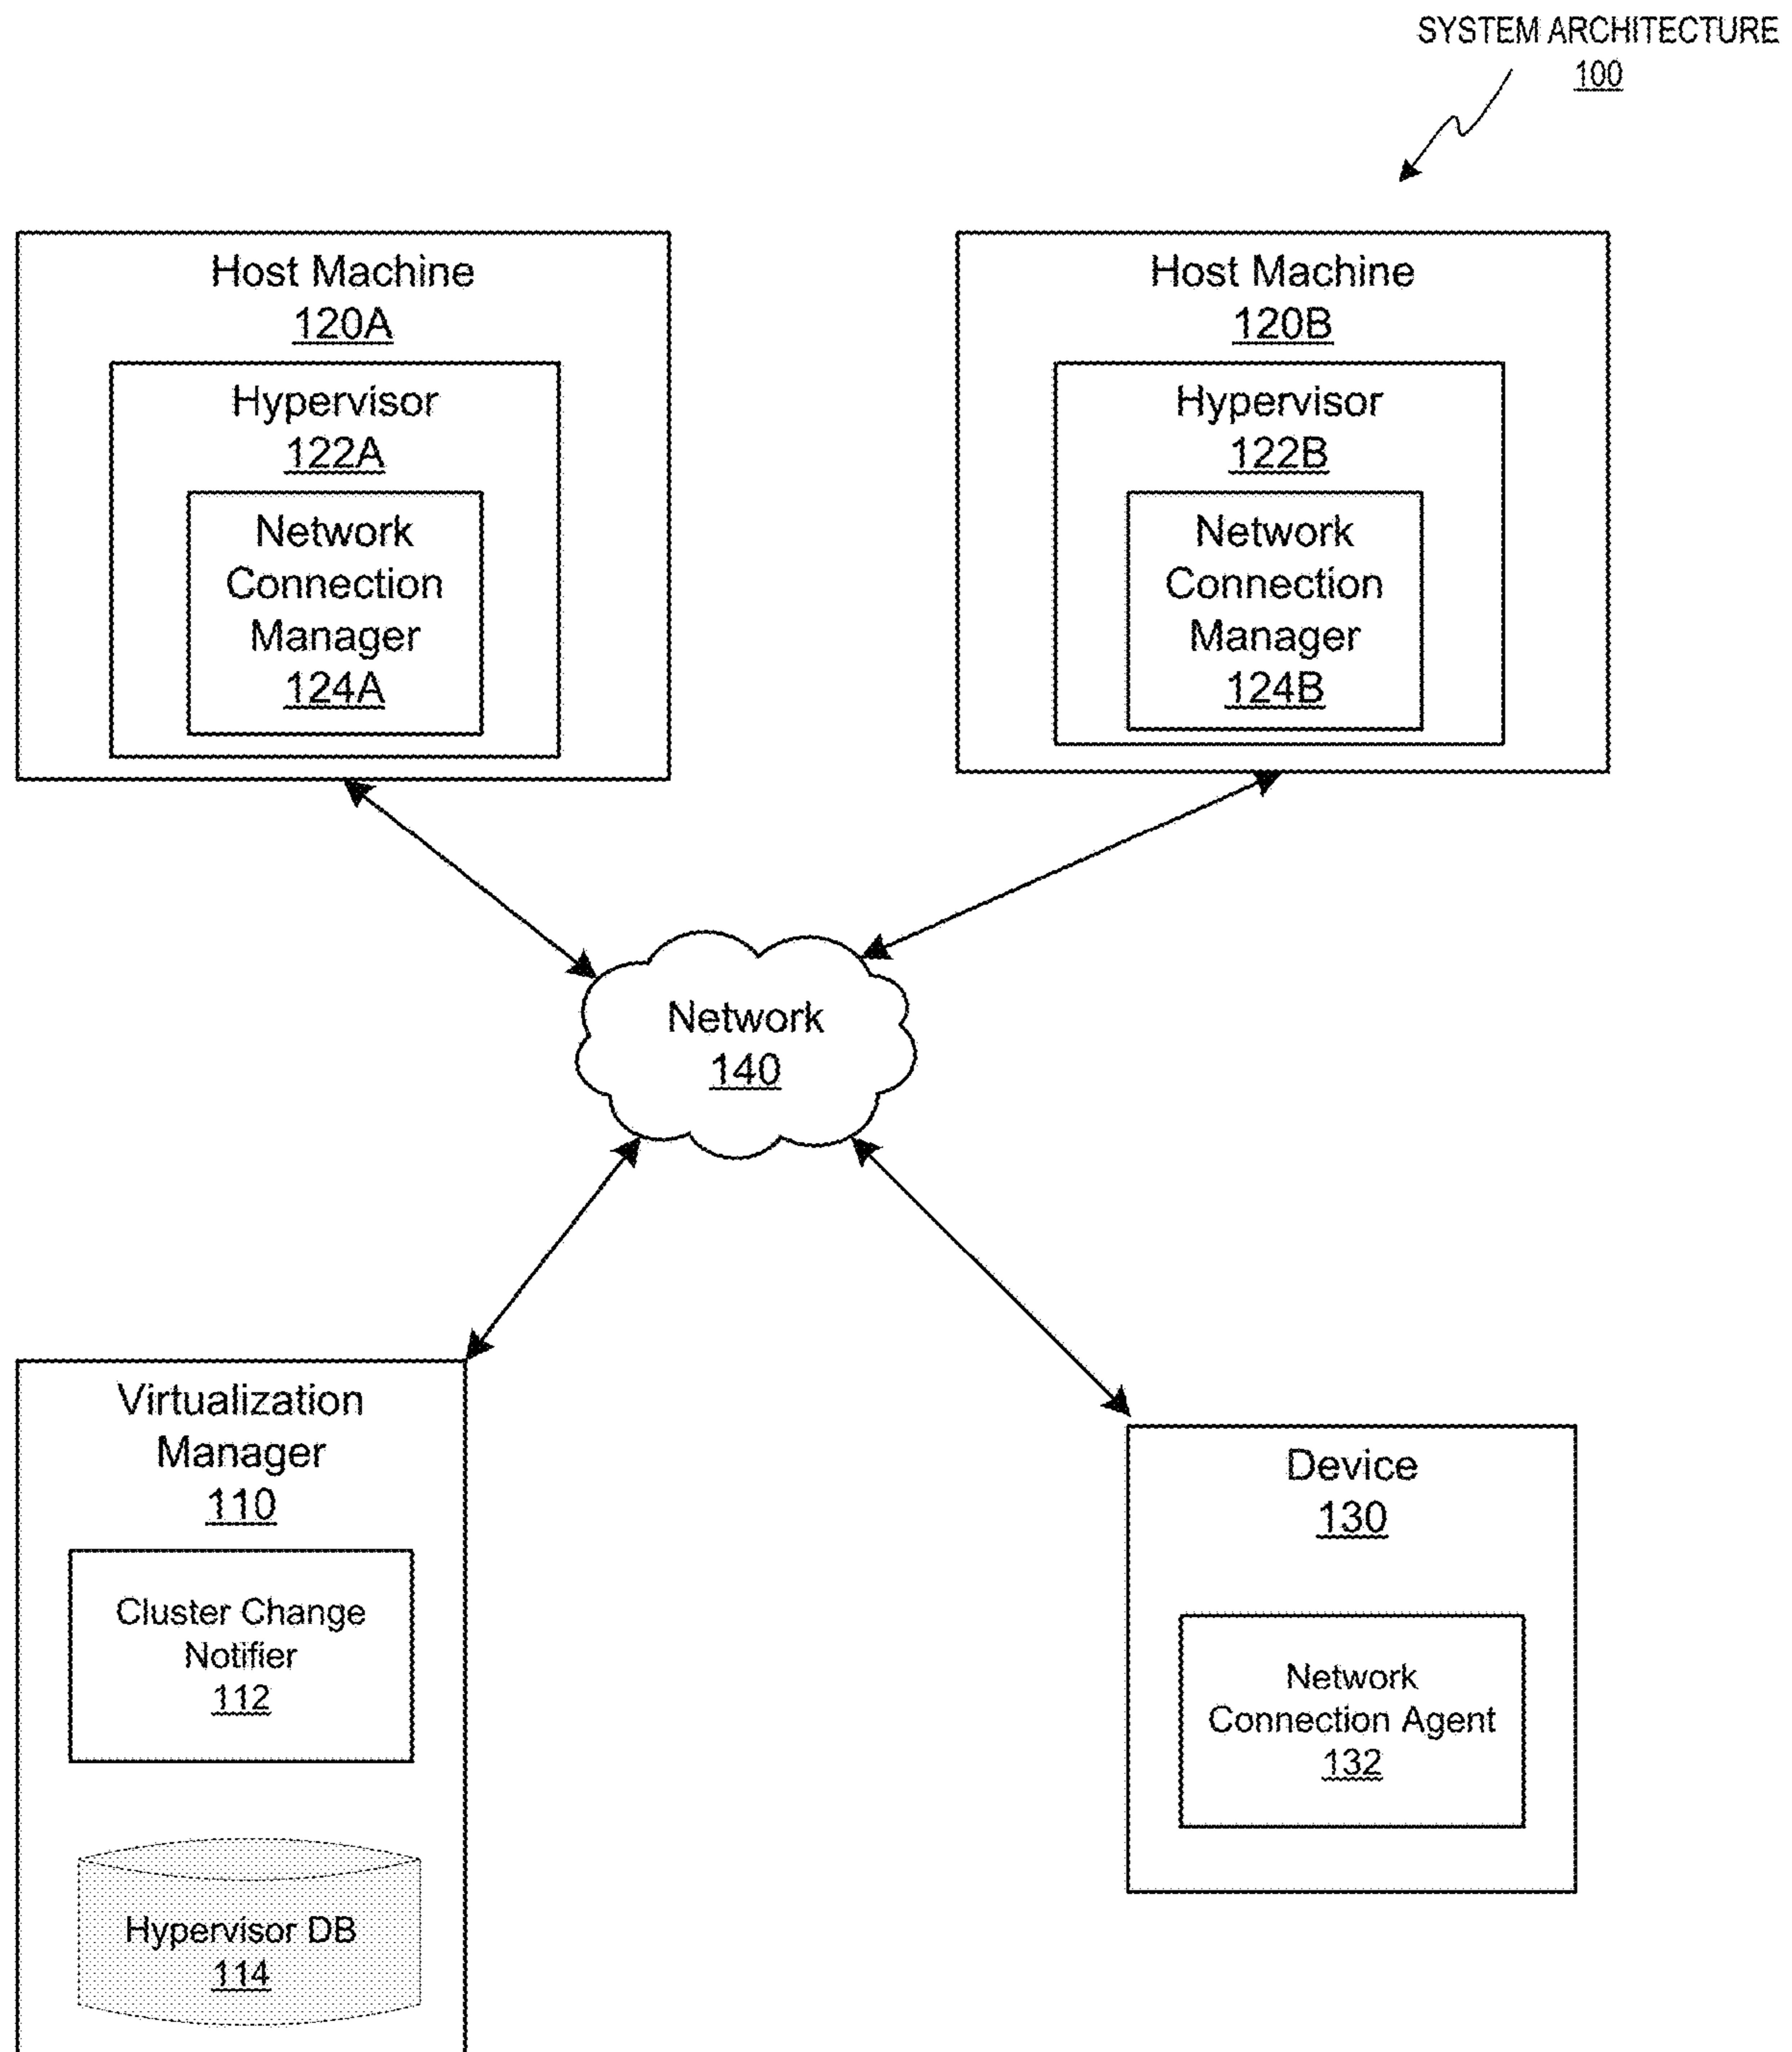 SYSTEM ARCHITECTURE
100
Host Machine
120A
Hypervisor
122A
Network
Connection
Manager
124A
Host Machine
120B
Hypervisor
122B
Network
Connection
Manager
124B
Network
140
Virtualization
Manager
110
Cluster Change
Notifier
112
Hypervisor DB
114
Device
130
Network
Connection Agent
132